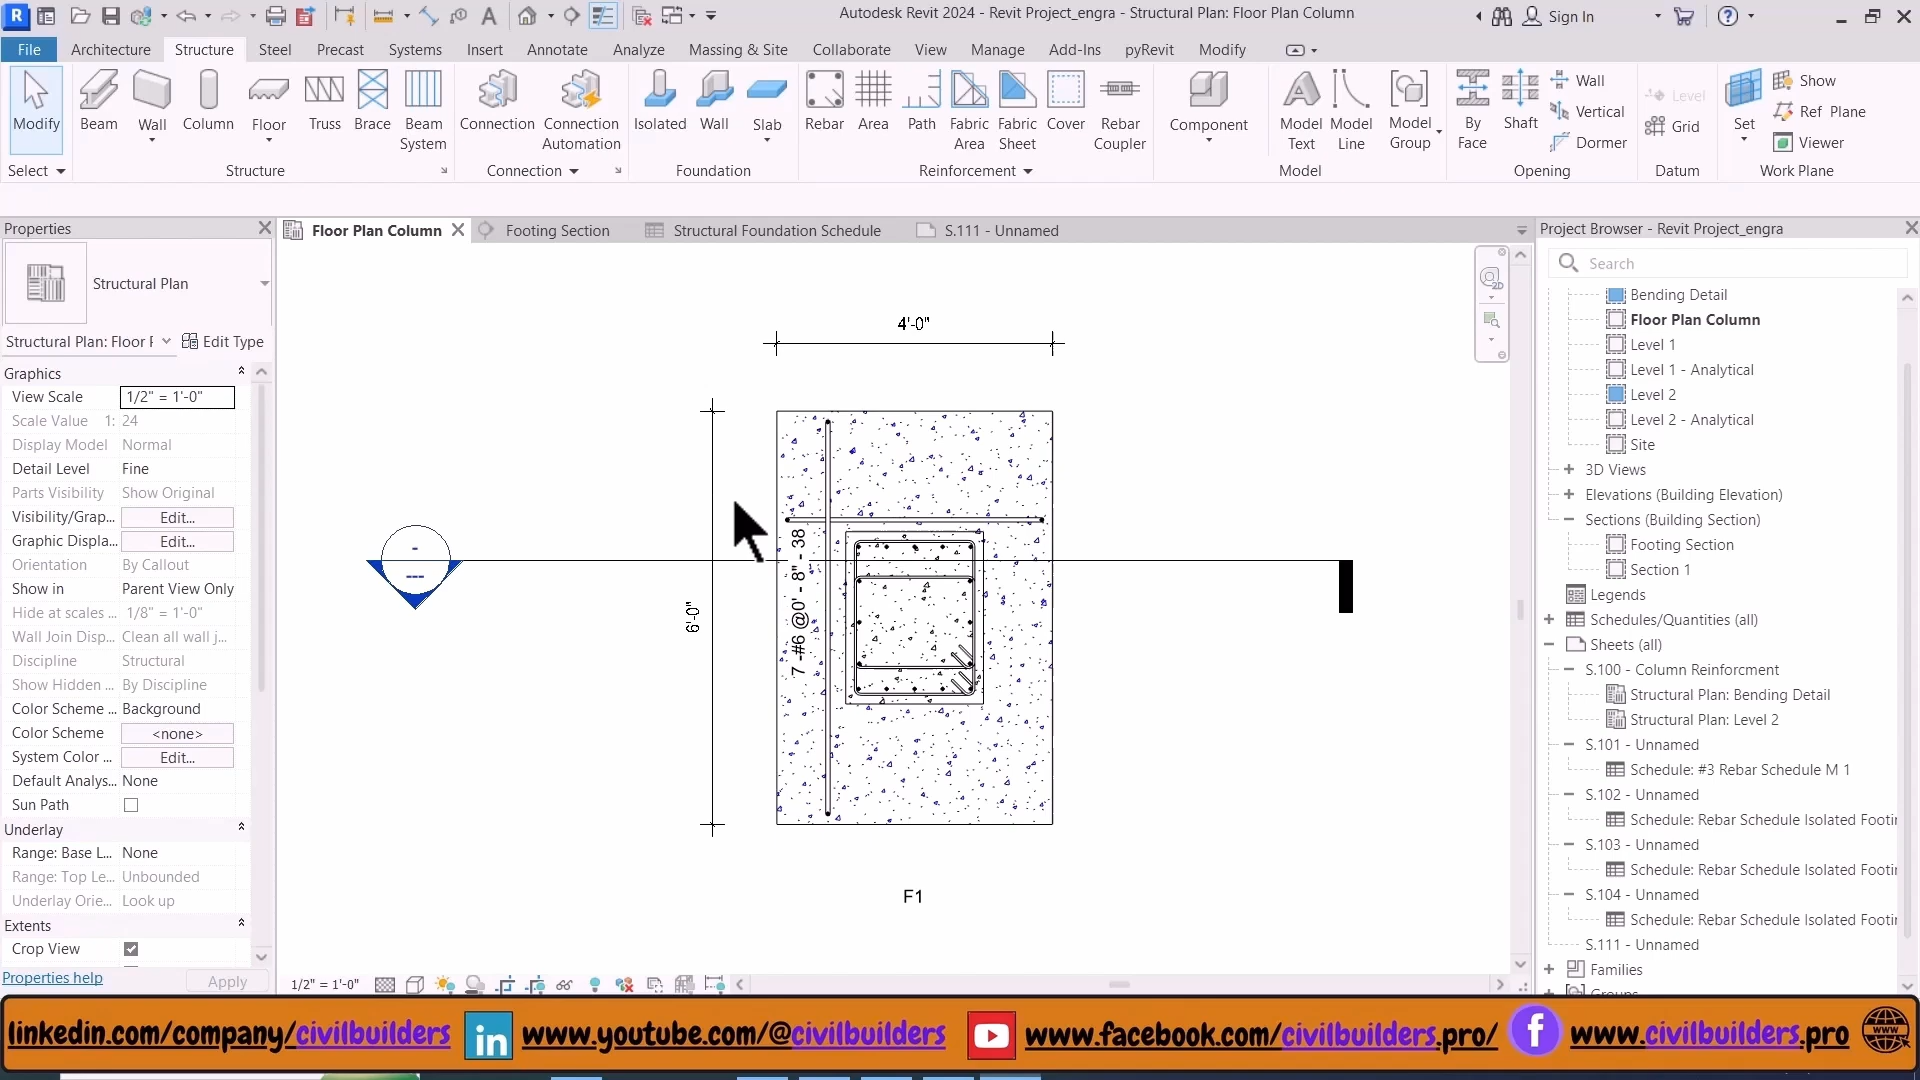 Autodesk Revit 2024 - Revit Project_engra - Structural Plan: Floor Plan Column
Sign In
File Architecture Structure Steel Precast Systems Insert Annotate Analyze Massing & Site Collaborate View Manage Add-Ins pyRevit Modify
Modify
Beam
Wall
Column
Floor
Truss
Brace
Beam
System
Connection
Connection
Automation
Isolated
Wall
Slab
Rebar
Area
Path
Fabric
Area
Fabric
Sheet
Cover
Rebar
Coupler
Component
Model
Text
Model
Line
Model
Group
By
Face
Shaft
Wall
Vertical
Dormer
Level
Grid
Set
Show
Ref Plane
Viewer
Select
Structure
Connection
Foundation
Reinforcement
Model
Opening
Datum
Work Plane
Properties
Structural Plan
Structural Plan: Floor F
Edit Type
Graphics
View Scale 1/2" = 1'-0"
Scale Value 1: 24
Display Model Normal
Detail Level Fine
Parts Visibility Show Original
Visibility/Grap... Edit...
Graphic Displa... Edit...
Orientation By Callout
Show in Parent View Only
Hide at scales ... 1/8" = 1'-0"
Wall Join Disp... Clean all wall j...
Discipline Structural
Show Hidden ... By Discipline
Color Scheme ... Background
Color Scheme <none>
System Color ... Edit...
Default Analys... None
Sun Path
Underlay
Range: Base L... None
Range: Top Le... Unbounded
Underlay Orie... Look up
Extents
Crop View
Properties help
Apply
Floor Plan Column
Footing Section
Structural Foundation Schedule
S.111 - Unnamed
2D
4'-0"
6'-0"
7 -#6 @0' - 8" - 38
-
---
F1
1/2" = 1'-0"
Project Browser - Revit Project_engra
Search
Bending Detail
Floor Plan Column
Level 1
Level 1 - Analytical
Level 2
Level 2 - Analytical
Site
3D Views
Elevations (Building Elevation)
Sections (Building Section)
Footing Section
Section 1
Legends
Schedules/Quantities (all)
Sheets (all)
S.100 - Column Reinforcment
Structural Plan: Bending Detail
Structural Plan: Level 2
S.101 - Unnamed
Schedule: #3 Rebar Schedule M 1
S.102 - Unnamed
Schedule: Rebar Schedule Isolated Footin
S.103 - Unnamed
Schedule: Rebar Schedule Isolated Footin
S.104 - Unnamed
Schedule: Rebar Schedule Isolated Footin
S.111 - Unnamed
Families
Groups
linkedin.com/company/civilbuilders
in
www.youtube.com/@civilbuilders
www.facebook.com/civilbuilders.pro/
f
www.civilbuilders.pro
www